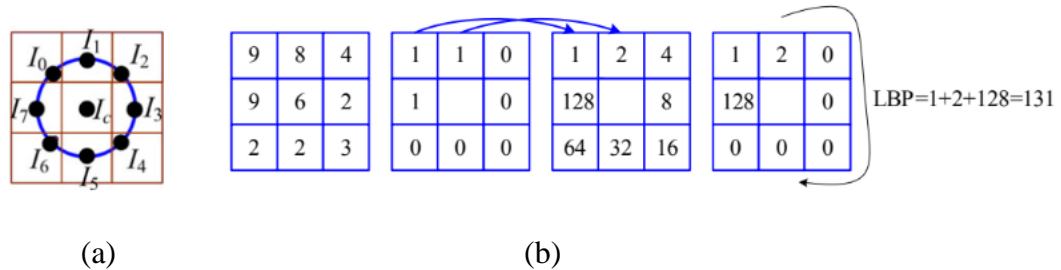 I₀ I₁ I₂
I₇ I_c I₃
I₆ I₅ I₄
9 8 4
9 6 2
2 2 3
1 1 0
1 0
0 0 0
1 2 4
128 8
64 32 16
1 2 0
128 0
0 0 0
LBP=1+2+128=131
(a) (b)